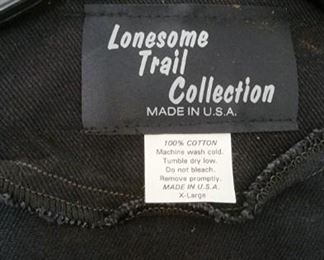 Lonesome
Trail
Collection
MADE IN U.S.A.
100% COTTON
Machine wash cold.
Tumble dry low.
Do not bleach.
Remove promptly.
MADE IN U.S.A.
X-Large